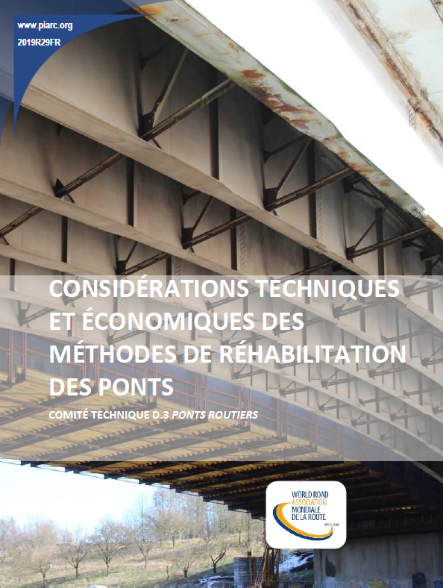 www.piarc.org
2019R29FR
CONSIDÉRATIONS TECHNIQUES
ET ÉCONOMIQUES DES
MÉTHODES DE RÉHABILITATION
DES PONTS
COMITÉ TECHNIQUE D.3 PONTS ROUTIERS
WORLD ROAD
ASSOCIATION
MONDIALE
DE LA ROUTE